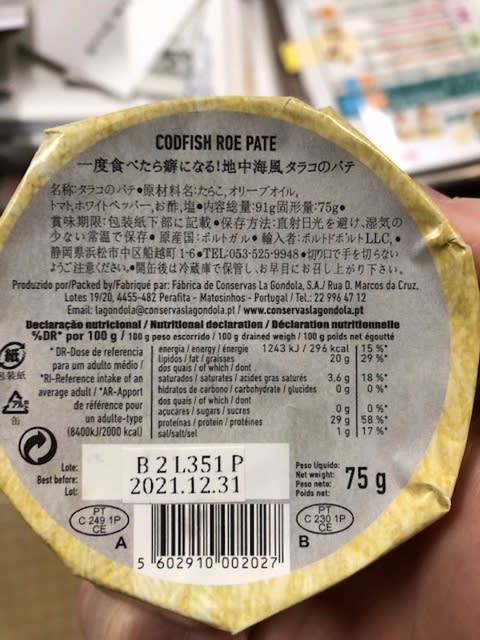 CODFISH ROE PATE
一度食べたら癖になる!地中海風タラコのパテ
名称:タラコのパテ●原材料名:たらこ,オリーブオイル,
トマト,ホワイトペッパー,お酢,塩●内容総量:91g固形量:75g●
賞味期限:包装紙下部に記載●保存方法:直射日光を避け、湿気の
少ない常温で保存●原産国:ポルトガル●輸入者:ポルトドポルトLLC,●
静岡県浜松市中区船越町1-6●TEL:053-525-9948●切り口で手を切らない
ようご注意ください。●開缶後は冷蔵庫で保管し、お早目にお召し上がり下さい。
Produzido por/Packed by/Fabriqué par: Fábrica de Conservas La Gondola, S.A./ Rua D. Marcos da Cruz,
Lotes 19/20, 4455-482 Perafita - Matosinhos - Portugal / Tel.: 22 996 47 12
Email: lagondola@conservaslagondola.pt / www.conservaslagondola.pt
Declaração nutricional / Nutritional declaration / Déclaration nutritionnelle
%DR* por 100 g / 100 g peso escorrido / 100 g drained weigh / 100 g poids net égoutté
* DR-Dose de referencia
para um adulto médio /
*RI-Reference intake of an
average adult / *AR-Apport
de référence pour
un adulte-type
(8400kJ/2000 kcal)
energia / energy / énergie 1243 kJ / 296 kcal 15 %*
lípidos / fat / graisses 20 g 29 %*
dos quais / of which / dont
saturados / saturates / acides gras saturés 3,6 g 18 %*
hidratos de carbono / carbohydrate / glucides 0 g 0 %*
dos quais / of which / dont
açucares / sugars / sucres 0 g 0 %*
proteínas / protein / protéines 29 g 58 %*
sal/salt/sel 1 g 17 %*
紙
包装紙
アルミ
缶
Lote:
Best before:
Lot:
B 2 L351 P
2021.12.31
Peso líquido:
Net weight:
Peso neto:
Poids net:
75 g
PT
C 249 1P
CE
A
PT
C 230 1P
CE
B
5 602910 002027